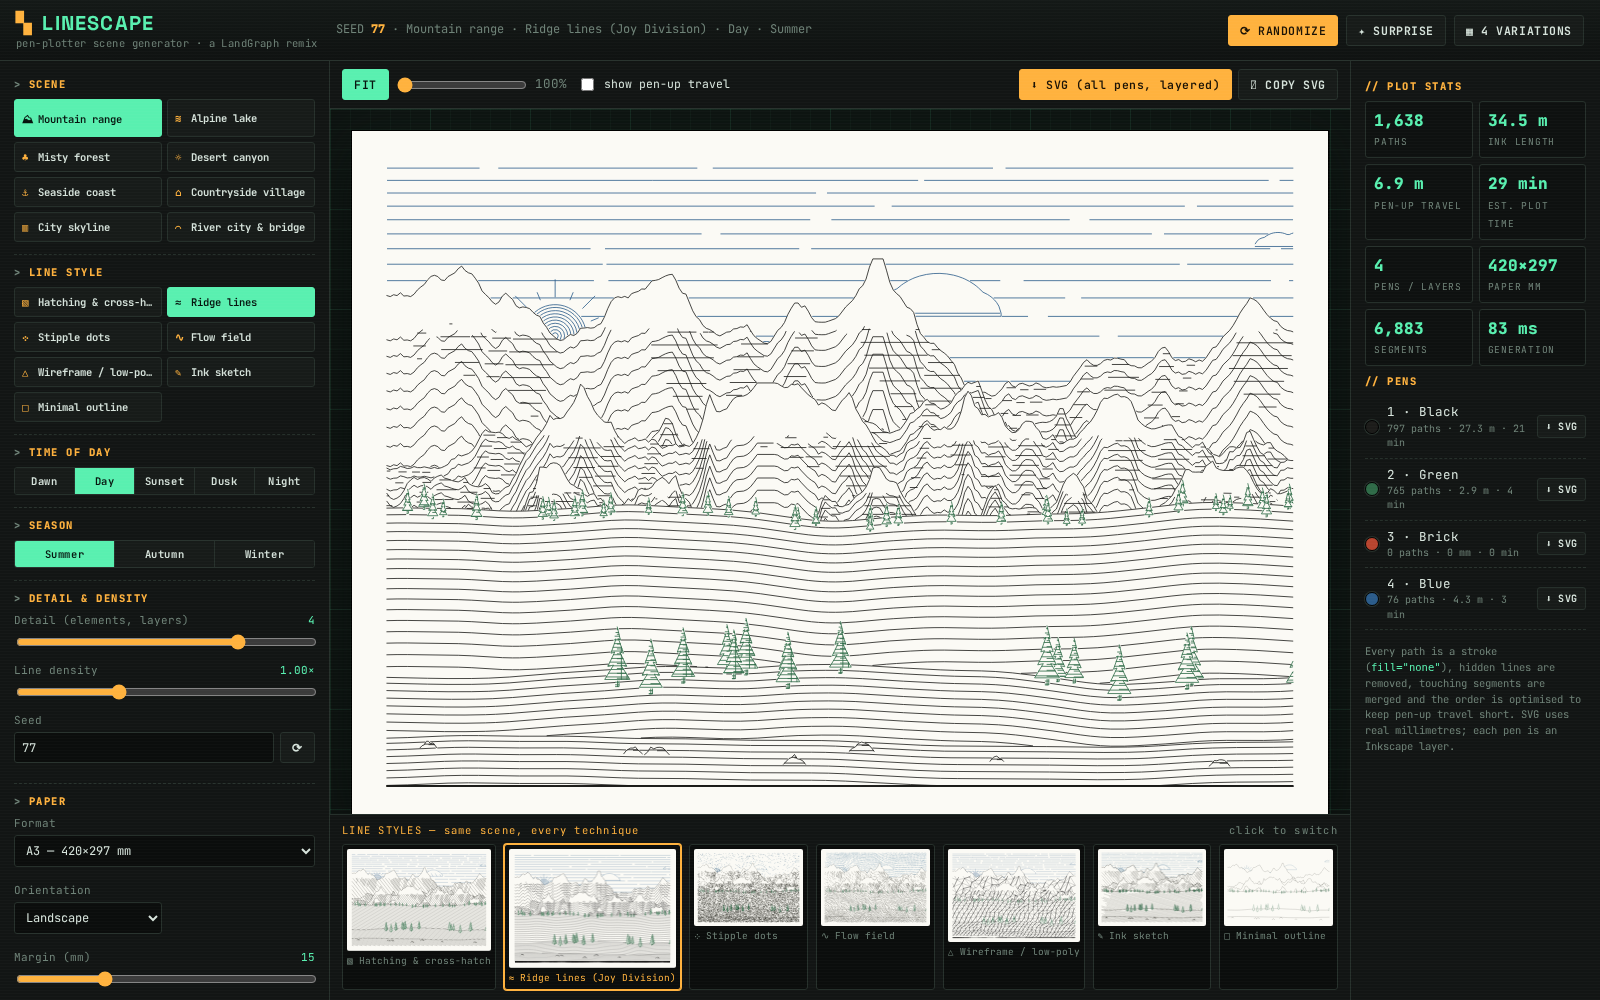 LINESCAPE
pen-plotter scene generator · a LandGraph remix
SEED 77 · Mountain range · Ridge lines (Joy Division) · Day · Summer
⟳ RANDOMIZE
✦ SURPRISE
▦ 4 VARIATIONS
> SCENE
Mountain range
Alpine lake
Misty forest
Desert canyon
Seaside coast
Countryside village
City skyline
River city & bridge
> LINE STYLE
Hatching & cross-h…
Ridge lines
Stipple dots
Flow field
Wireframe / low-po…
Ink sketch
Minimal outline
> TIME OF DAY
Dawn
Day
Sunset
Dusk
Night
> SEASON
Summer
Autumn
Winter
> DETAIL & DENSITY
Detail (elements, layers) 4
Line density 1.00×
Seed
77
⟳
> PAPER
Format
A3 — 420×297 mm
Orientation
Landscape
Margin (mm) 15
FIT
100%
show pen-up travel
⬇ SVG (all pens, layered)
COPY SVG
LINE STYLES — same scene, every technique
click to switch
Hatching & cross-hatch
≈ Ridge lines (Joy Division)
Stipple dots
∿ Flow field
△ Wireframe / low-poly
✎ Ink sketch
□ Minimal outline
// PLOT STATS
1,638
PATHS
34.5 m
INK LENGTH
6.9 m
PEN-UP TRAVEL
29 min
EST. PLOT
TIME
4
PENS / LAYERS
420×297
PAPER MM
6,883
SEGMENTS
83 ms
GENERATION
// PENS
1 · Black
797 paths · 27.3 m · 21
min
⬇ SVG
2 · Green
765 paths · 2.9 m · 4
min
⬇ SVG
3 · Brick
0 paths · 0 mm · 0 min
⬇ SVG
4 · Blue
76 paths · 4.3 m · 3
min
⬇ SVG
Every path is a stroke
(fill="none"), hidden lines are
removed, touching segments are
merged and the order is optimised to
keep pen-up travel short. SVG uses
real millimetres; each pen is an
Inkscape layer.